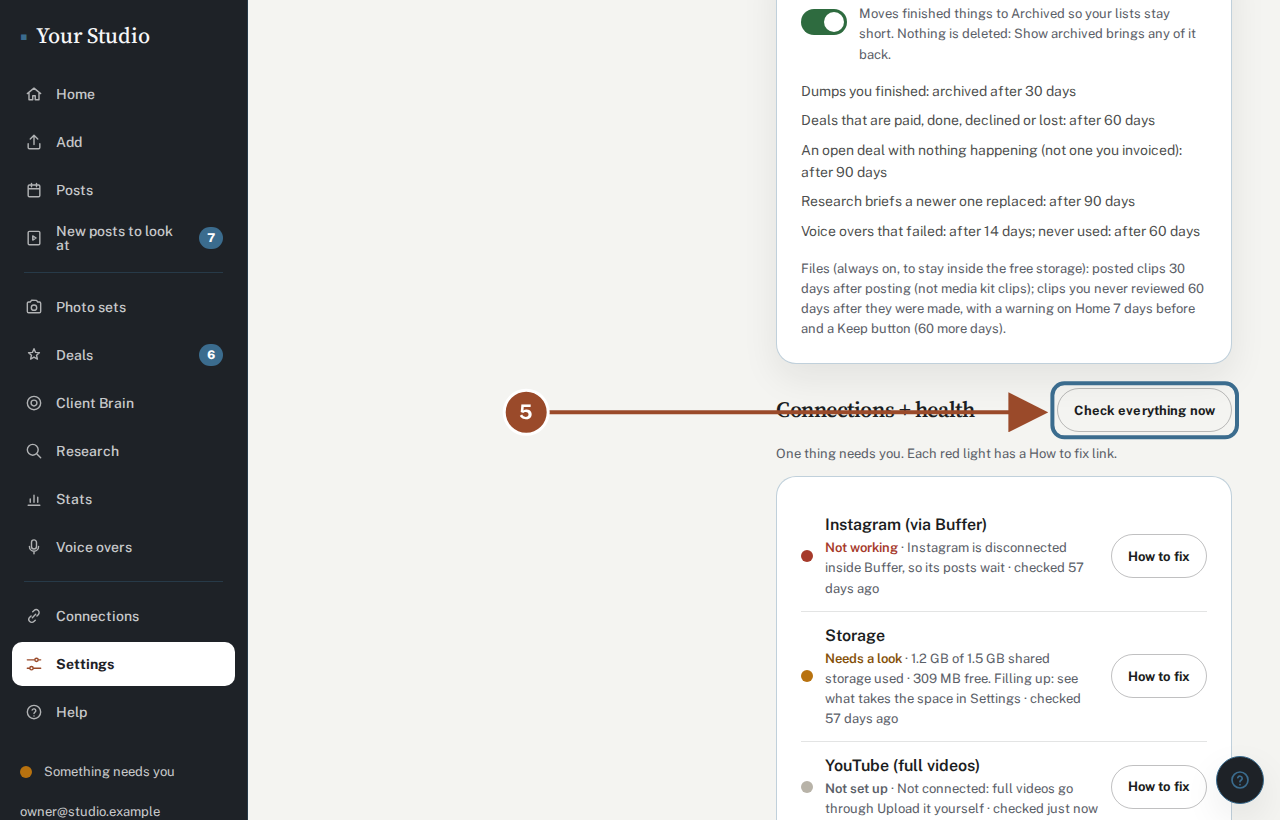 Your Studio
Home
Add
Posts
New posts to look
at
7
Photo sets
Deals
6
Client Brain
Research
Stats
Voice overs
Connections
Settings
Help
Something needs you
owner@studio.example
Moves finished things to Archived so your lists stay
short. Nothing is deleted: Show archived brings any of it
back.
Dumps you finished: archived after 30 days
Deals that are paid, done, declined or lost: after 60 days
An open deal with nothing happening (not one you invoiced):
after 90 days
Research briefs a newer one replaced: after 90 days
Voice overs that failed: after 14 days; never used: after 60 days
Files (always on, to stay inside the free storage): posted clips 30
days after posting (not media kit clips); clips you never reviewed 60
days after they were made, with a warning on Home 7 days before
and a Keep button (60 more days).
5
Connections + health
Check everything now
One thing needs you. Each red light has a How to fix link.
Instagram (via Buffer)
Not working · Instagram is disconnected
inside Buffer, so its posts wait · checked 57
days ago
How to fix
Storage
Needs a look · 1.2 GB of 1.5 GB shared
storage used · 309 MB free. Filling up: see
what takes the space in Settings · checked
57 days ago
How to fix
YouTube (full videos)
Not set up · Not connected: full videos go
through Upload it yourself · checked just now
How to fix